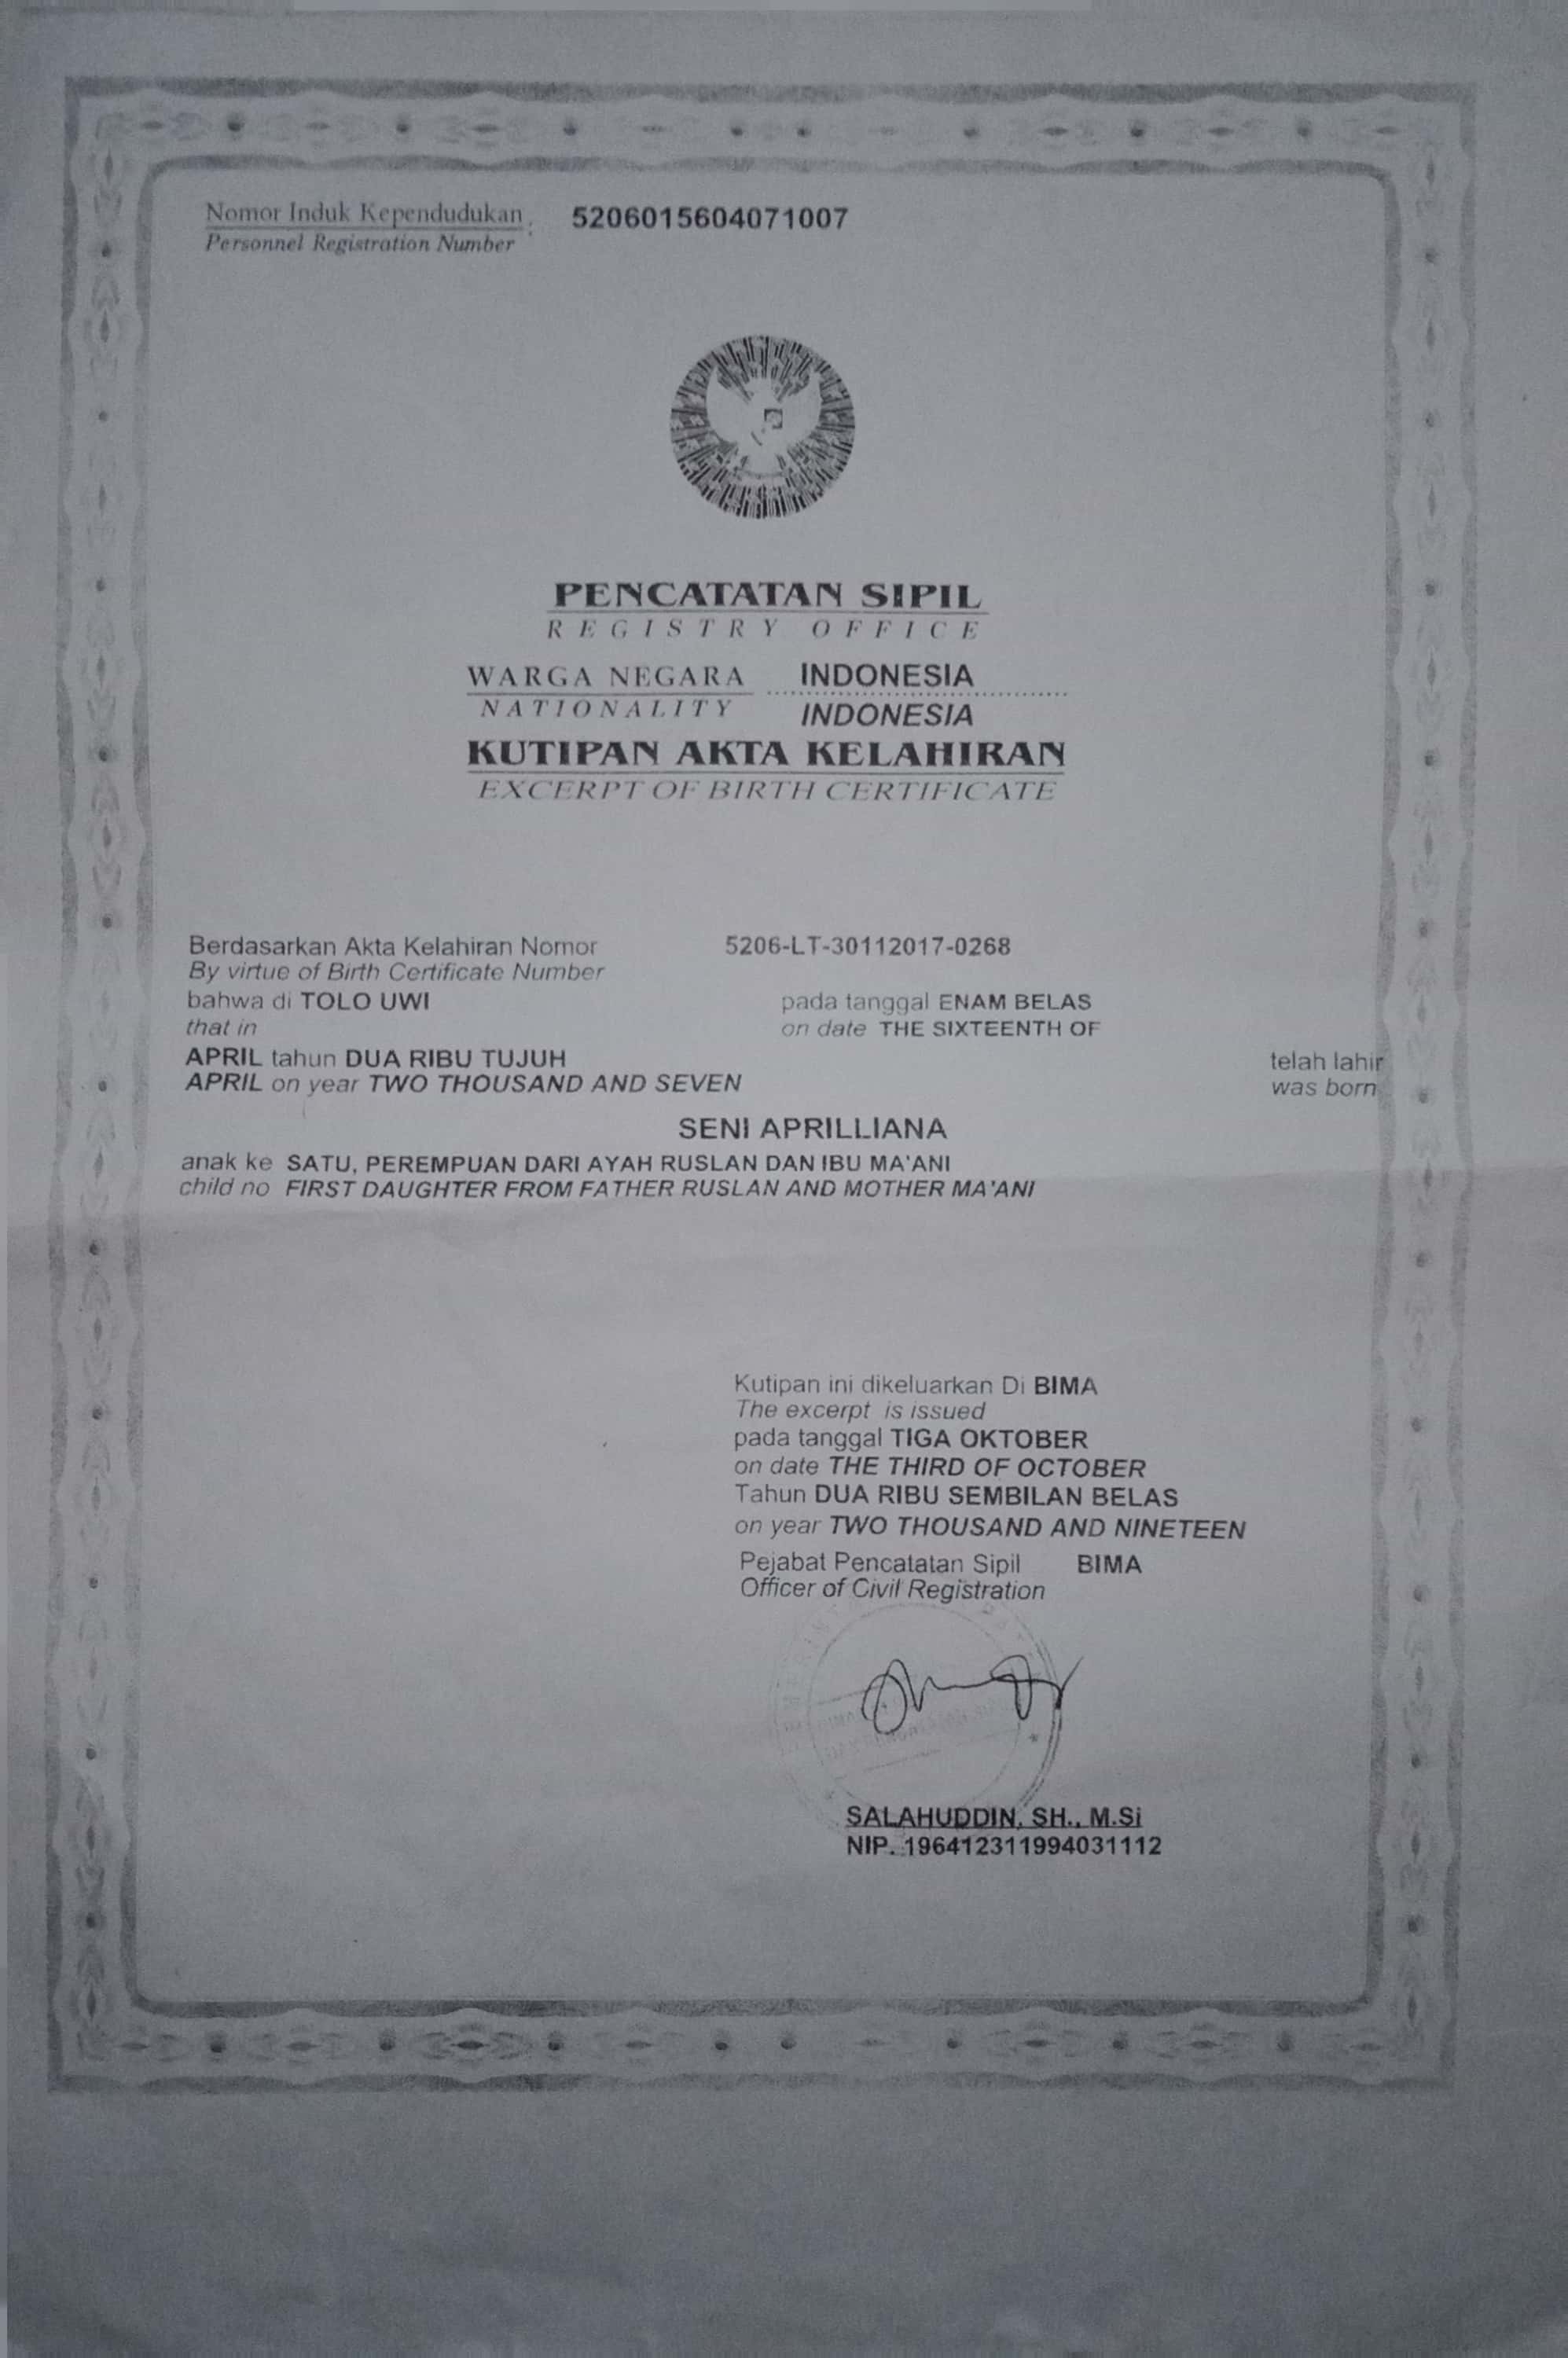 Nomor Induk Kependudukan : 5206015604071007
Personnel Registration Number
PENCATATAN SIPIL
REGISTRY OFFICE
WARGA NEGARA INDONESIA
NATIONALITY INDONESIA
KUTIPAN AKTA KELAHIRAN
EXCERPT OF BIRTH CERTIFICATE
Berdasarkan Akta Kelahiran Nomor 5206-LT-30112017-0268
By virtue of Birth Certificate Number
bahwa di TOLO UWI pada tanggal ENAM BELAS
that in on date THE SIXTEENTH OF
APRIL tahun DUA RIBU TUJUH telah lahir
APRIL on year TWO THOUSAND AND SEVEN was born
SENI APRILLIANA
anak ke SATU, PEREMPUAN DARI AYAH RUSLAN DAN IBU MA'ANI
child no FIRST DAUGHTER FROM FATHER RUSLAN AND MOTHER MA'ANI
Kutipan ini dikeluarkan Di BIMA
The excerpt is issued
pada tanggal TIGA OKTOBER
on date THE THIRD OF OCTOBER
Tahun DUA RIBU SEMBILAN BELAS
on year TWO THOUSAND AND NINETEEN
Pejabat Pencatatan Sipil BIMA
Officer of Civil Registration
SALAHUDDIN, SH., M.Si
NIP. 196412311994031112